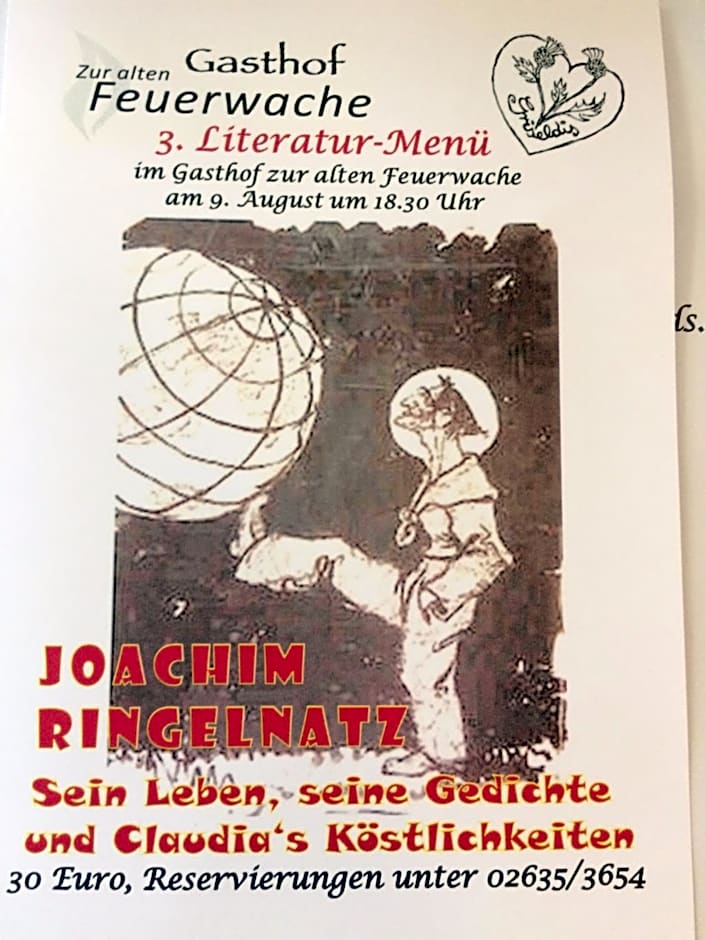 Gasthof
Zur alten
Feuerwache
3. Literatur-Menü
im Gasthof zur alten Feuerwache
am 9. August um 18.30 Uhr
ls.
JOACHIM
RINGELNATZ
Sein Leben, seine Gedichte
und Claudia's Köstlichkeiten
30 Euro, Reservierungen unter 02635/3654